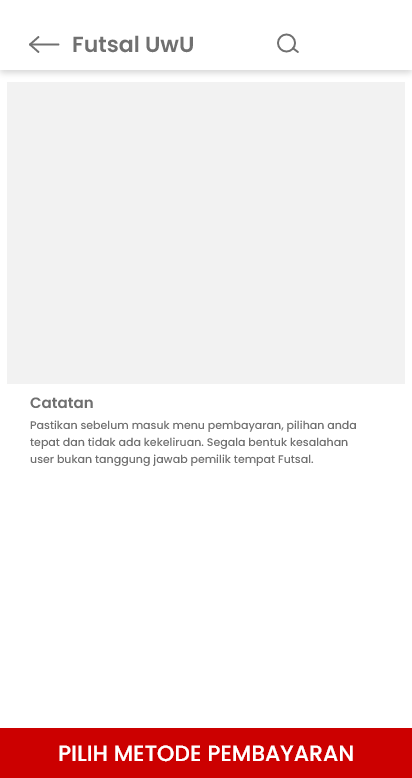 Futsal UwU
Catatan
Pastikan sebelum masuk menu pembayaran, pilihan anda
tepat dan tidak ada kekeliruan. Segala bentuk kesalahan
user bukan tanggung jawab pemilik tempat Futsal.
PILIH METODE PEMBAYARAN